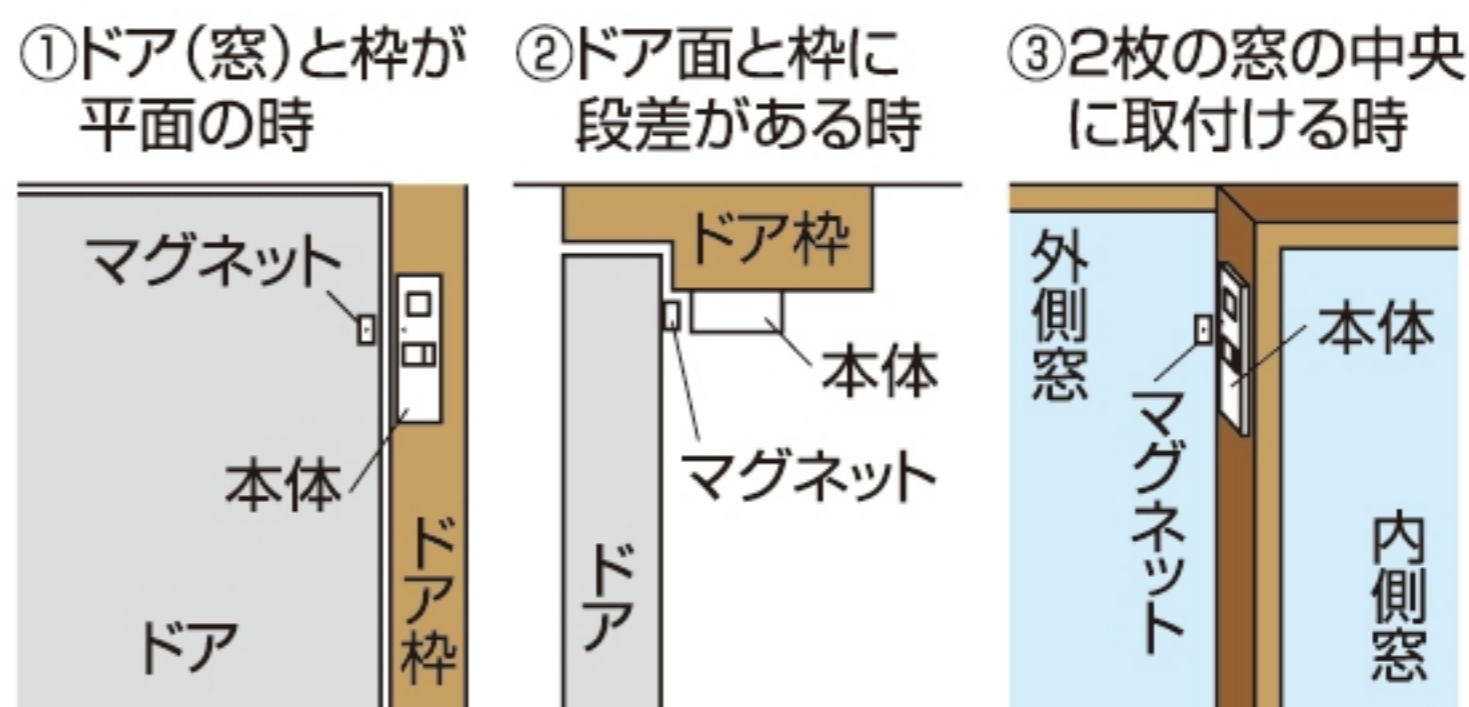 ①ドア(窓)と枠が
平面の時
マグネット
本体
ドア枠
ドア
②ドア面と枠に
段差がある時
ドア枠
本体
マグネット
ドア
③2枚の窓の中央
に取付ける時
外側窓
本体
マグネット
内側窓